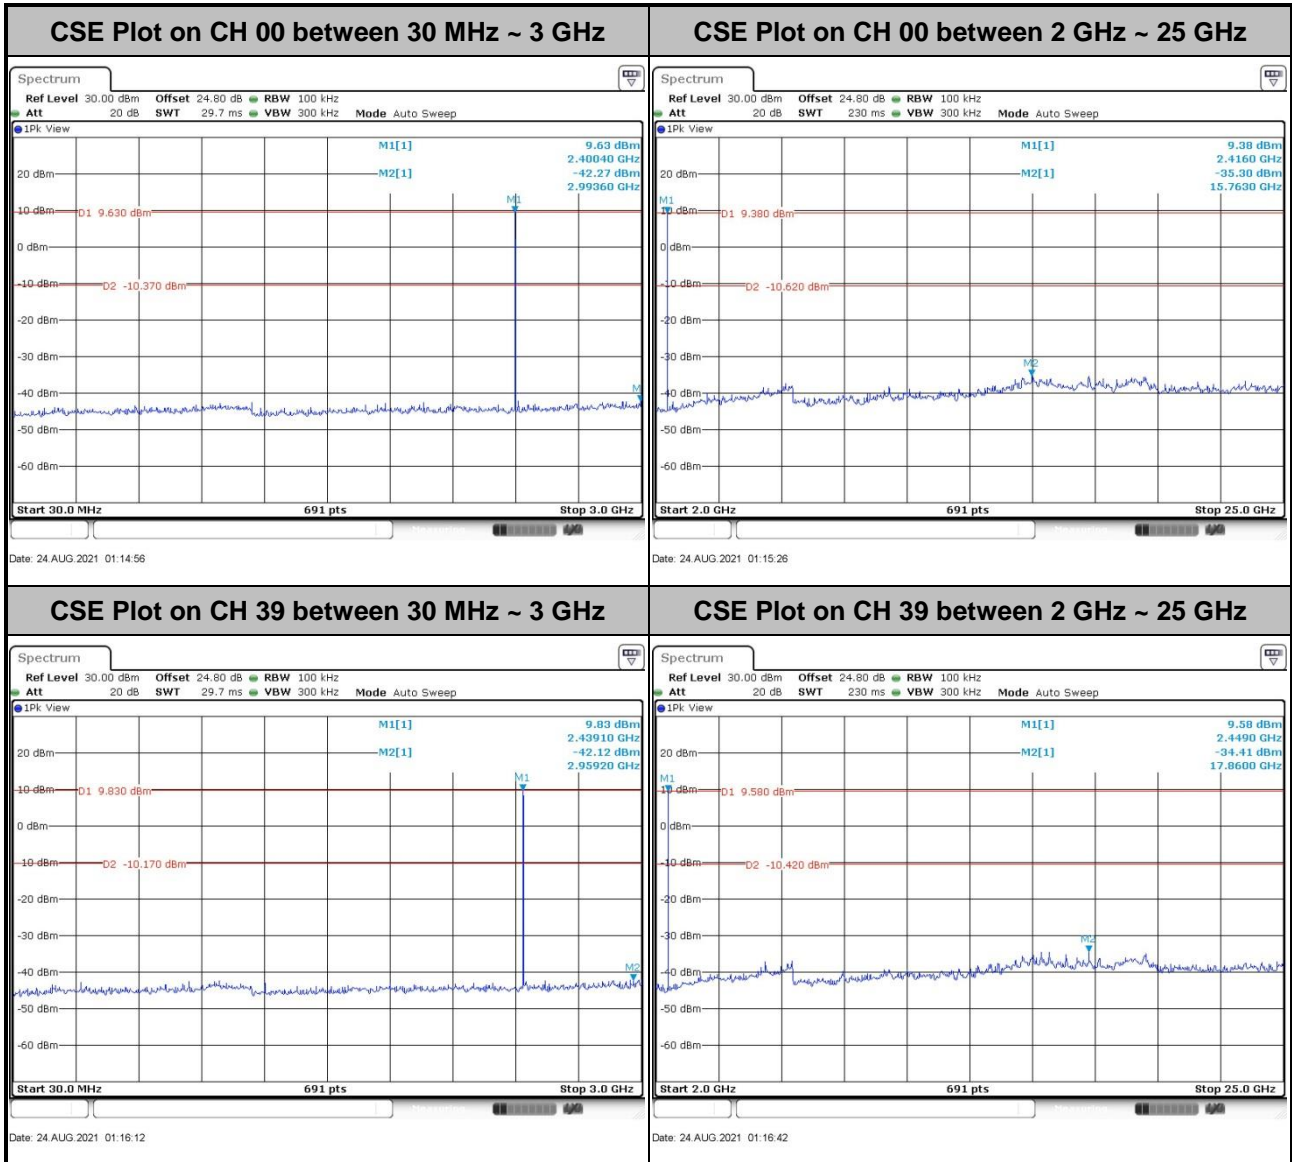 CSE Plot on CH 00 between 30 MHz ~ 3 GHz
Spectrum
Ref Level 30.00 dBm Offset 24.80 dB RBW 100 kHz
Att 20 dB SWT 29.7 ms VBW 300 kHz Mode Auto Sweep
1Pk View
M1[1] 9.63 dBm
2.40040 GHz
M2[1] -42.27 dBm
2.99360 GHz
20 dBm
M1
10 dBm
D1 9.630 dBm
0 dBm
-10 dBm
D2 -10.370 dBm
-20 dBm
-30 dBm
M
-40 dBm
-50 dBm
-60 dBm
Start 30.0 MHz 691 pts Stop 3.0 GHz
Date: 24.AUG.2021 01:14:56
CSE Plot on CH 00 between 2 GHz ~ 25 GHz
Spectrum
Ref Level 30.00 dBm Offset 24.80 dB RBW 100 kHz
Att 20 dB SWT 230 ms VBW 300 kHz Mode Auto Sweep
1Pk View
M1[1] 9.38 dBm
2.4160 GHz
M2[1] -35.30 dBm
15.7630 GHz
20 dBm
M1
10 dBm
D1 9.380 dBm
0 dBm
-10 dBm
D2 -10.620 dBm
-20 dBm
-30 dBm
M2
-40 dBm
-50 dBm
-60 dBm
Start 2.0 GHz 691 pts Stop 25.0 GHz
Date: 24.AUG.2021 01:15:26
CSE Plot on CH 39 between 30 MHz ~ 3 GHz
Spectrum
Ref Level 30.00 dBm Offset 24.80 dB RBW 100 kHz
Att 20 dB SWT 29.7 ms VBW 300 kHz Mode Auto Sweep
1Pk View
M1[1] 9.83 dBm
2.43910 GHz
M2[1] -42.12 dBm
2.95920 GHz
20 dBm
M1
10 dBm
D1 9.830 dBm
0 dBm
-10 dBm
D2 -10.170 dBm
-20 dBm
-30 dBm
M2
-40 dBm
-50 dBm
-60 dBm
Start 30.0 MHz 691 pts Stop 3.0 GHz
Date: 24.AUG.2021 01:16:12
CSE Plot on CH 39 between 2 GHz ~ 25 GHz
Spectrum
Ref Level 30.00 dBm Offset 24.80 dB RBW 100 kHz
Att 20 dB SWT 230 ms VBW 300 kHz Mode Auto Sweep
1Pk View
M1[1] 9.58 dBm
2.4490 GHz
M2[1] -34.41 dBm
17.8600 GHz
20 dBm
M1
10 dBm
D1 9.580 dBm
0 dBm
-10 dBm
D2 -10.420 dBm
-20 dBm
-30 dBm
M2
-40 dBm
-50 dBm
-60 dBm
Start 2.0 GHz 691 pts Stop 25.0 GHz
Date: 24.AUG.2021 01:16:42